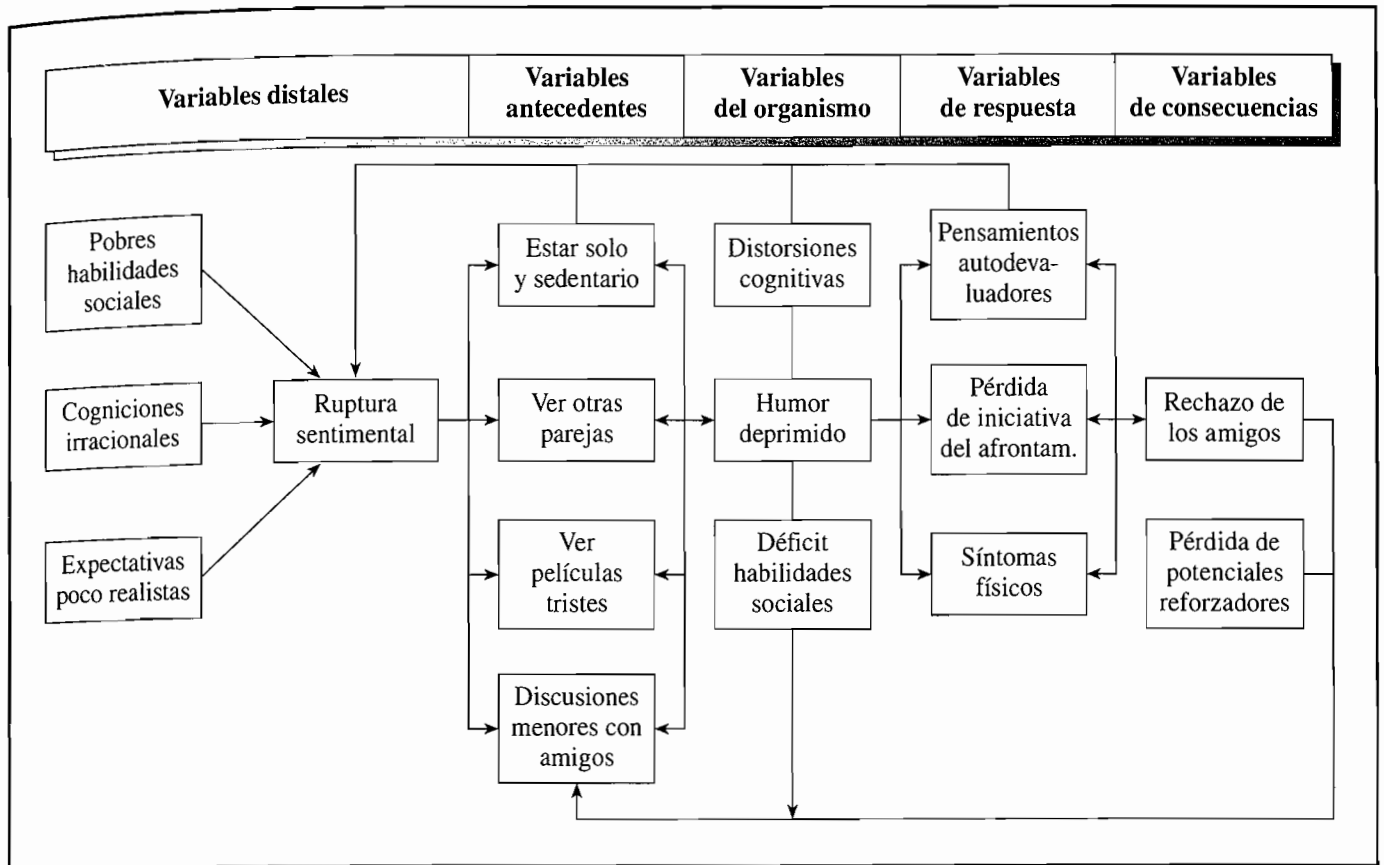 Variables distales
Variables
antecedentes
Variables
del organismo
Variables
de respuesta
Variables
de consecuencias
Pobres
habilidades
sociales
Cogniciones
irracionales
Expectativas
poco realistas
Ruptura
sentimental
Estar solo
y sedentario
Ver otras
parejas
Ver
películas
tristes
Discusiones
menores con
amigos
Distorsiones
cognitivas
Humor
deprimido
Déficit
habilidades
sociales
Pensamientos
autodeva-
luadores
Pérdida
de iniciativa
del afrontam.
Síntomas
físicos
Rechazo de
los amigos
Pérdida de
potenciales
reforzadores